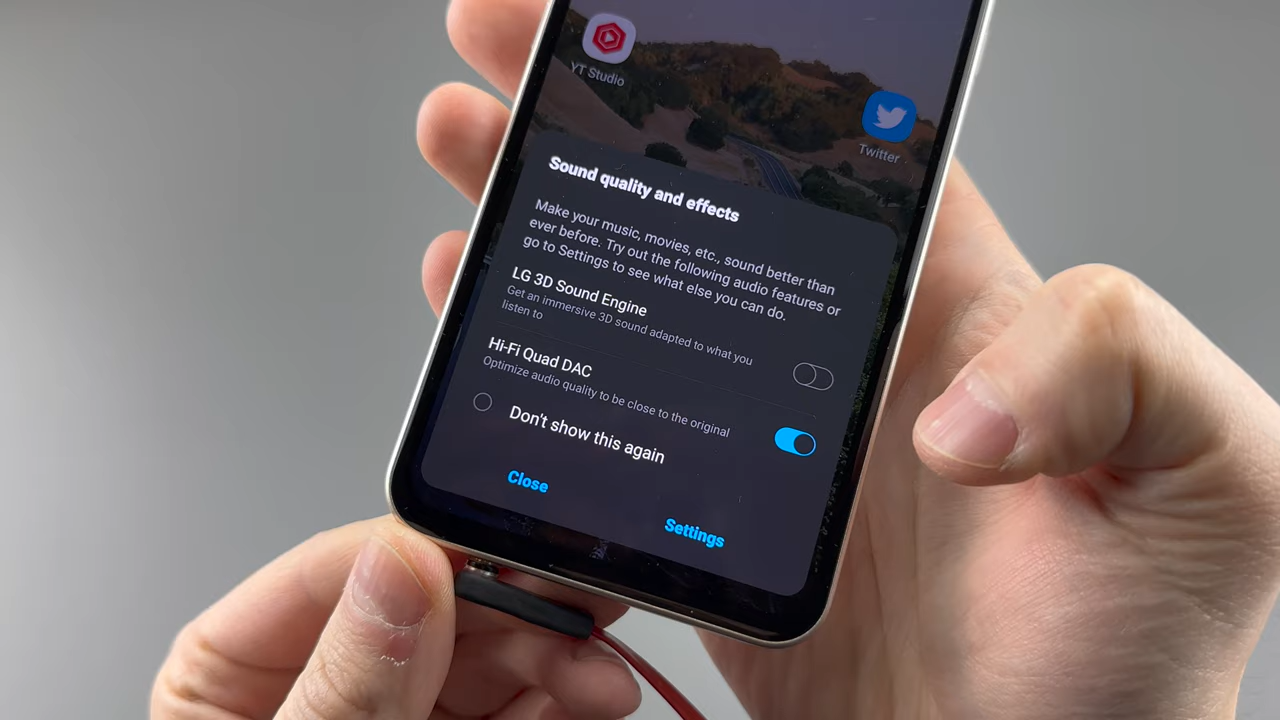 YT Studio
Twitter
Sound quality and effects
Make your music, movies, etc., sound better than
ever before. Try out the following audio features or
go to Settings to see what else you can do.
LG 3D Sound Engine
Get an immersive 3D sound adapted to what you
listen to
Hi-Fi Quad DAC
Optimize audio quality to be close to the original
Don't show this again
Close
Settings